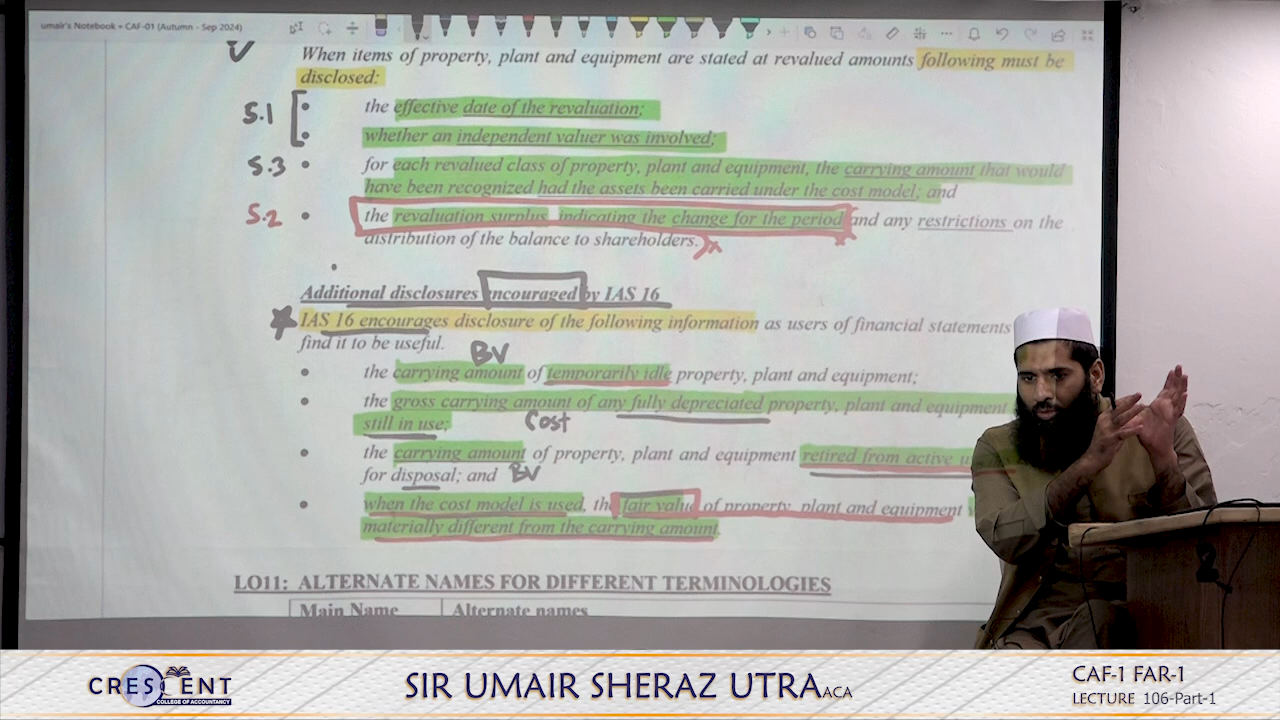 umair's Notebook • CAF-01 (Autumn - Sep 2024)
When items of property, plant and equipment are stated at revalued amounts following must be
disclosed:
5.1
• the effective date of the revaluation;
• whether an independent valuer was involved;
5.3 • for each revalued class of property, plant and equipment, the carrying amount that would
have been recognized had the assets been carried under the cost model; and
5.2 • the revaluation surplus indicating the change for the period and any restrictions on the
distribution of the balance to shareholders.
Additional disclosures encouraged by IAS 16
IAS 16 encourages disclosure of the following information as users of financial statements
find it to be useful.
BV
• the carrying amount of temporarily idle property, plant and equipment;
• the gross carrying amount of any fully depreciated property, plant and equipment
still in use;
Cost
• the carrying amount of property, plant and equipment retired from active
for disposal; and BV
• when the cost model is used, the fair value of property, plant and equipment
materially different from the carrying amount.
LO11: ALTERNATE NAMES FOR DIFFERENT TERMINOLOGIES
Main Name Alternate names
CRESCENT
COLLEGE OF ACCOUNTANCY
SIR UMAIR SHERAZ UTRA ACA
CAF-1 FAR-1
LECTURE 106-Part-1